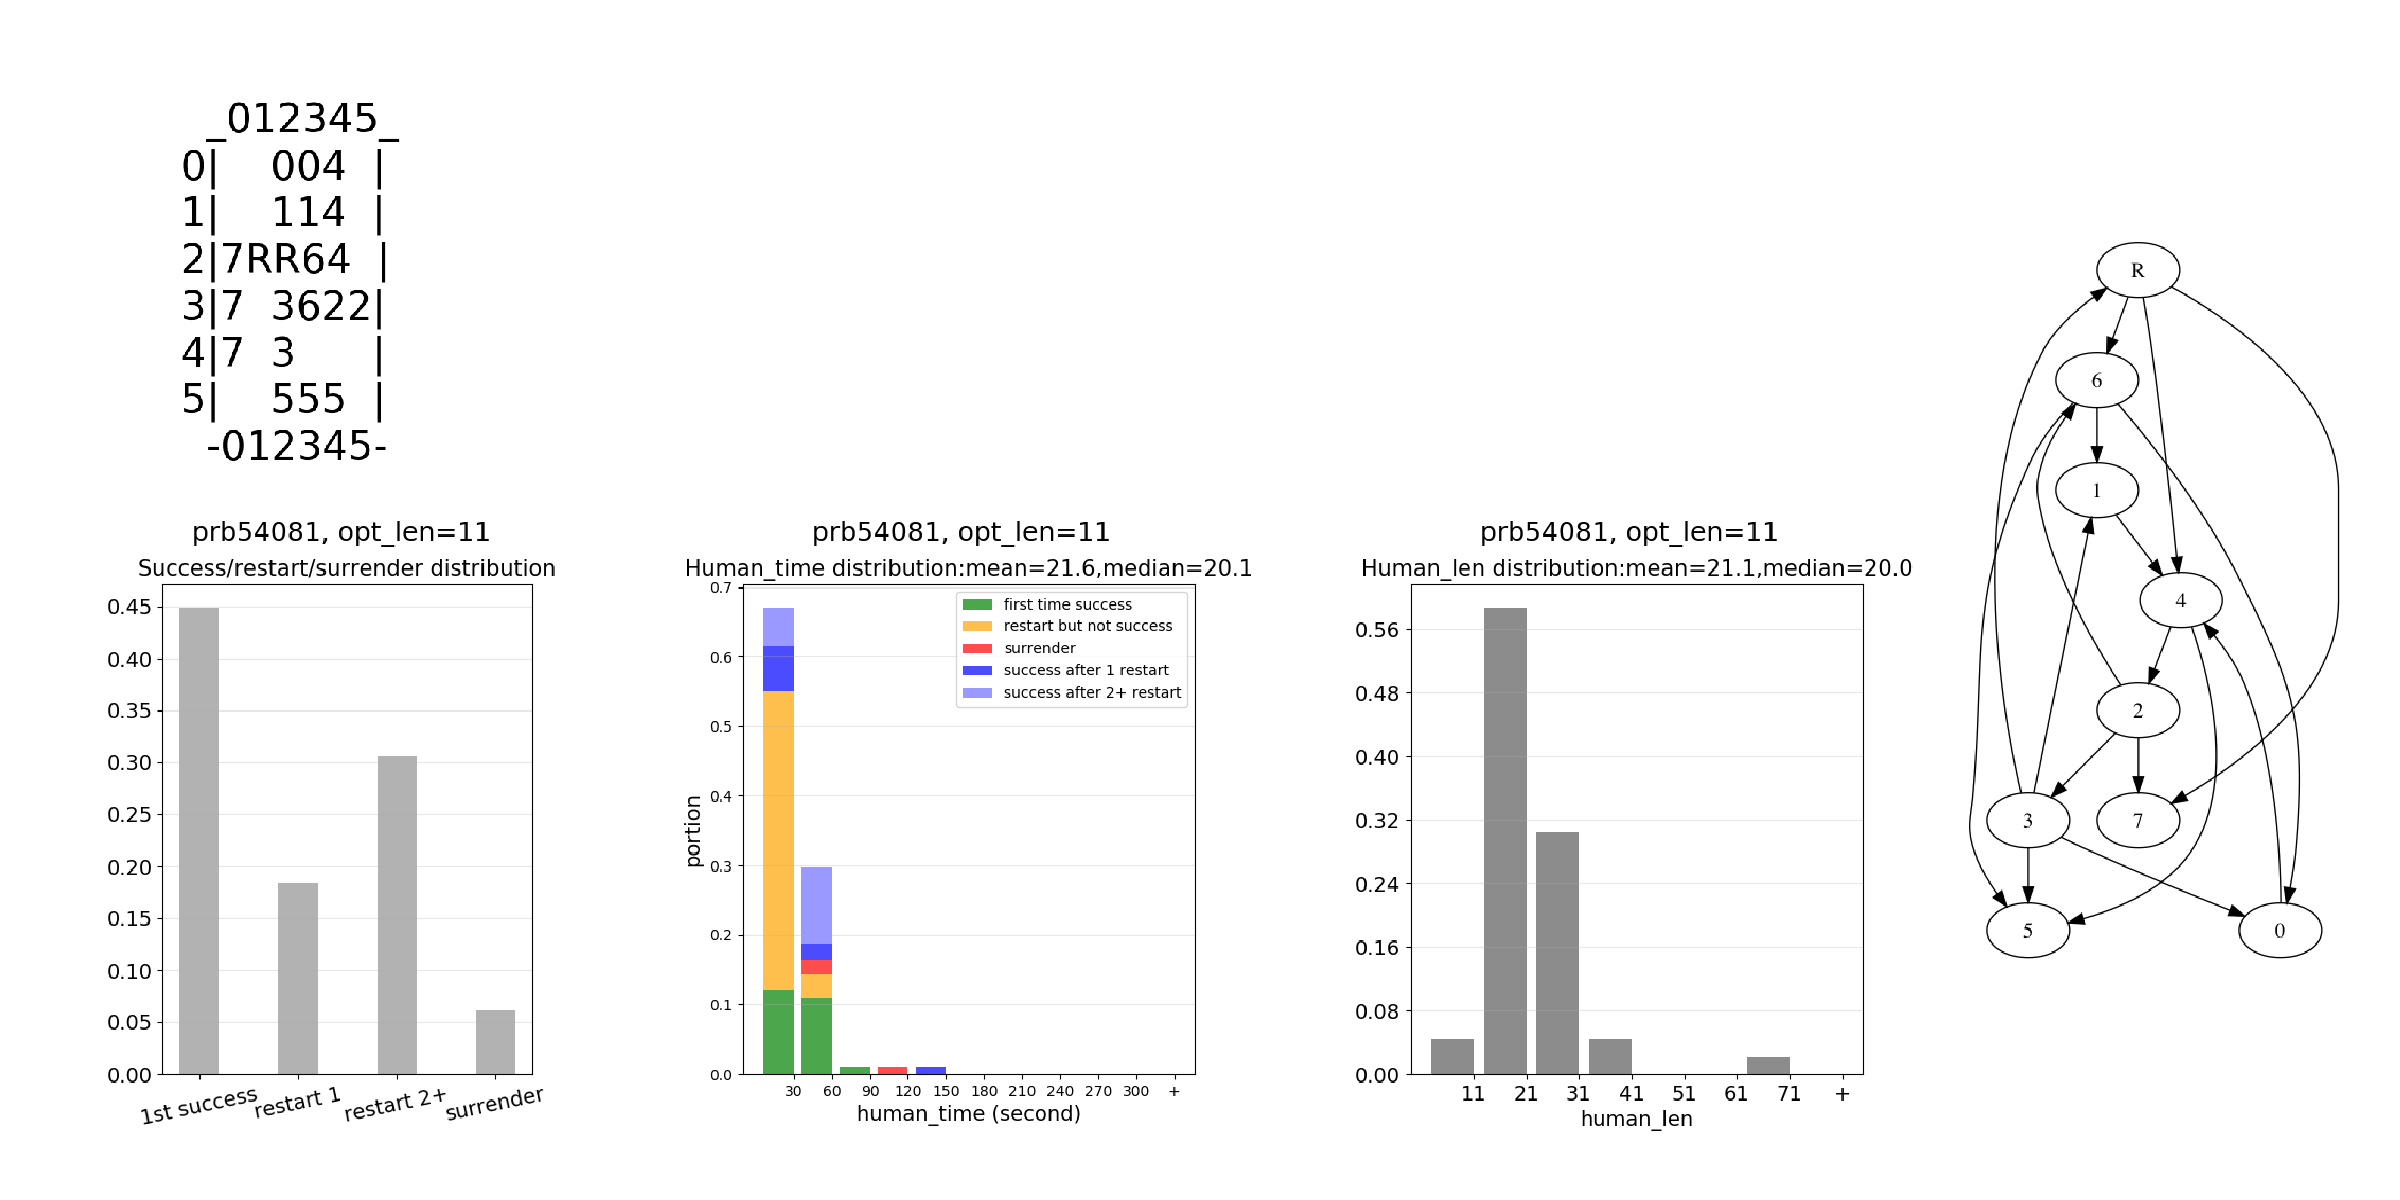 _012345_
0|  004  |
1|  114  |
2|7RR64  |
3|7 3622|
4|7 3   |
5|  555  |
-012345-
prb54081, opt_len=11
Success/restart/surrender distribution
0.45
0.40
0.35
0.30
0.25
0.20
0.15
0.10
0.05
0.00
1st success
restart 1
restart 2+
surrender
prb54081, opt_len=11
Human_time distribution:mean=21.6,median=20.1
portion
0.7
0.6
0.5
0.4
0.3
0.2
0.1
0.0
first time success
restart but not success
surrender
success after 1 restart
success after 2+ restart
30 60 90 120 150 180 210 240 270 300 +
human_time (second)
prb54081, opt_len=11
Human_len distribution:mean=21.1,median=20.0
0.56
0.48
0.40
0.32
0.24
0.16
0.08
0.00
11 21 31 41 51 61 71 +
human_len
R
6
1
4
2
3 7
5 0